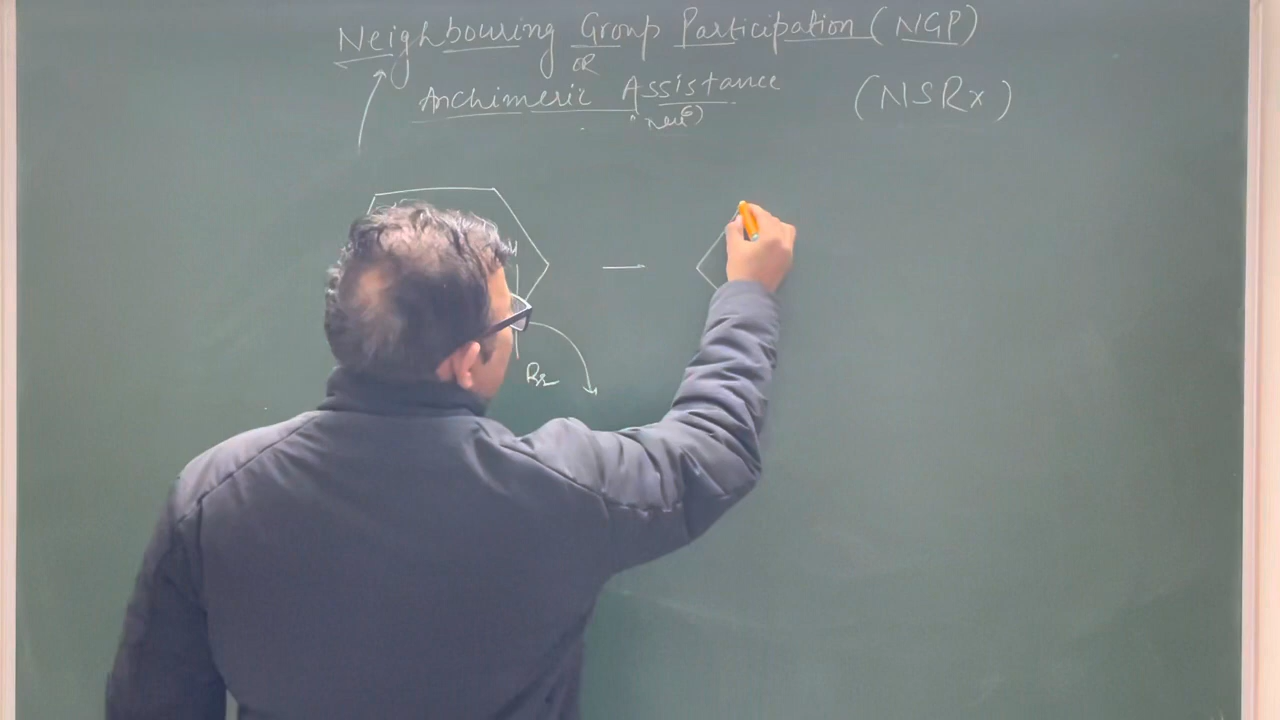 Neighbouring Group Participation (NGP)
OR
Anchimeric Assistance (NSRx)
H
Br